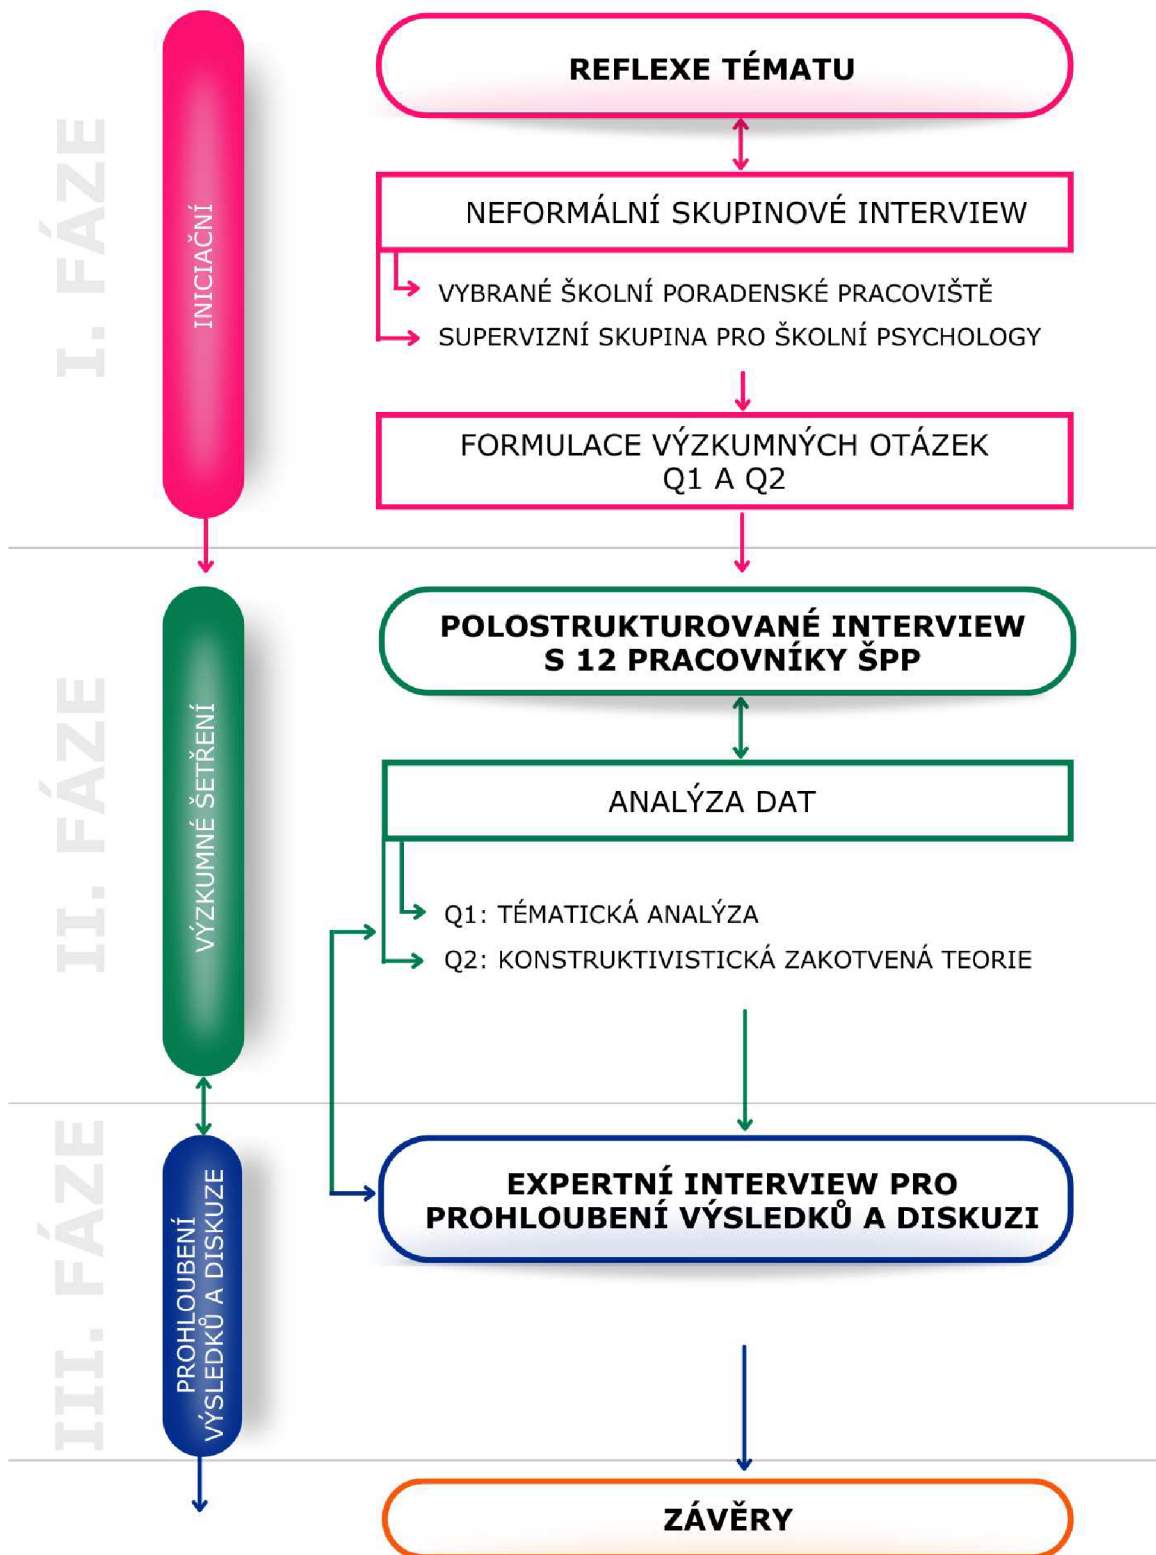 I. FÁZE
INICIAČNÍ
REFLEXE TÉMATU
NEFORMÁLNÍ SKUPINOVÉ INTERVIEW
VYBRANÉ ŠKOLNÍ PORADENSKÉ PRACOVIŠTĚ
SUPERVIZNÍ SKUPINA PRO ŠKOLNÍ PSYCHOLOGY
FORMULACE VÝZKUMNÝCH OTÁZEK
Q1 A Q2
II. FÁZE
VÝZKUMNÉ ŠETŘENÍ
POLOSTRUKTUROVANÉ INTERVIEW
S 12 PRACOVNÍKY ŠPP
ANALÝZA DAT
Q1: TÉMATICKÁ ANALÝZA
Q2: KONSTRUKTIVISTICKÁ ZAKOTVENÁ TEORIE
III. FÁZE
PROHLOUBENÍ
VÝSLEDKŮ A DISKUZE
EXPERTNÍ INTERVIEW PRO
PROHLOUBENÍ VÝSLEDKŮ A DISKUZI
ZÁVĚRY